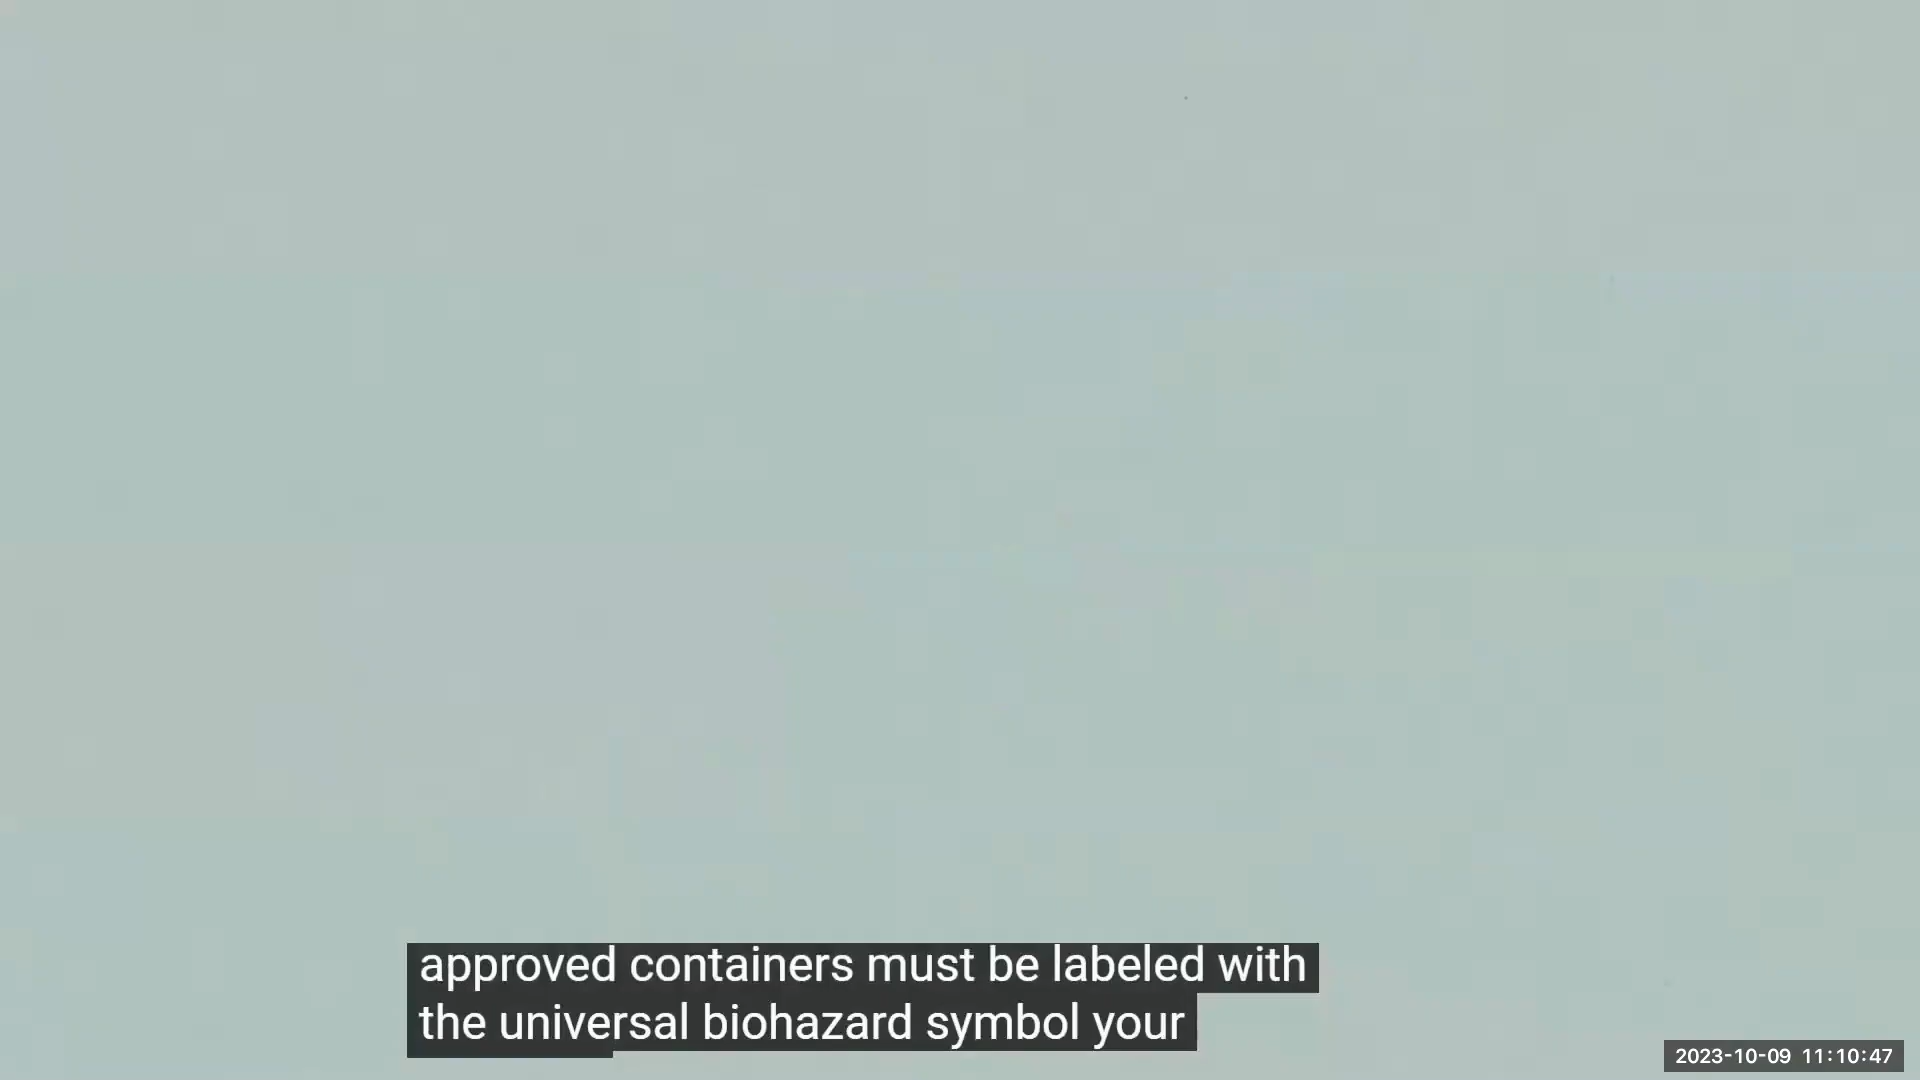 approved containers must be labeled with
the universal biohazard symbol your
2023-10-09 11:10:47